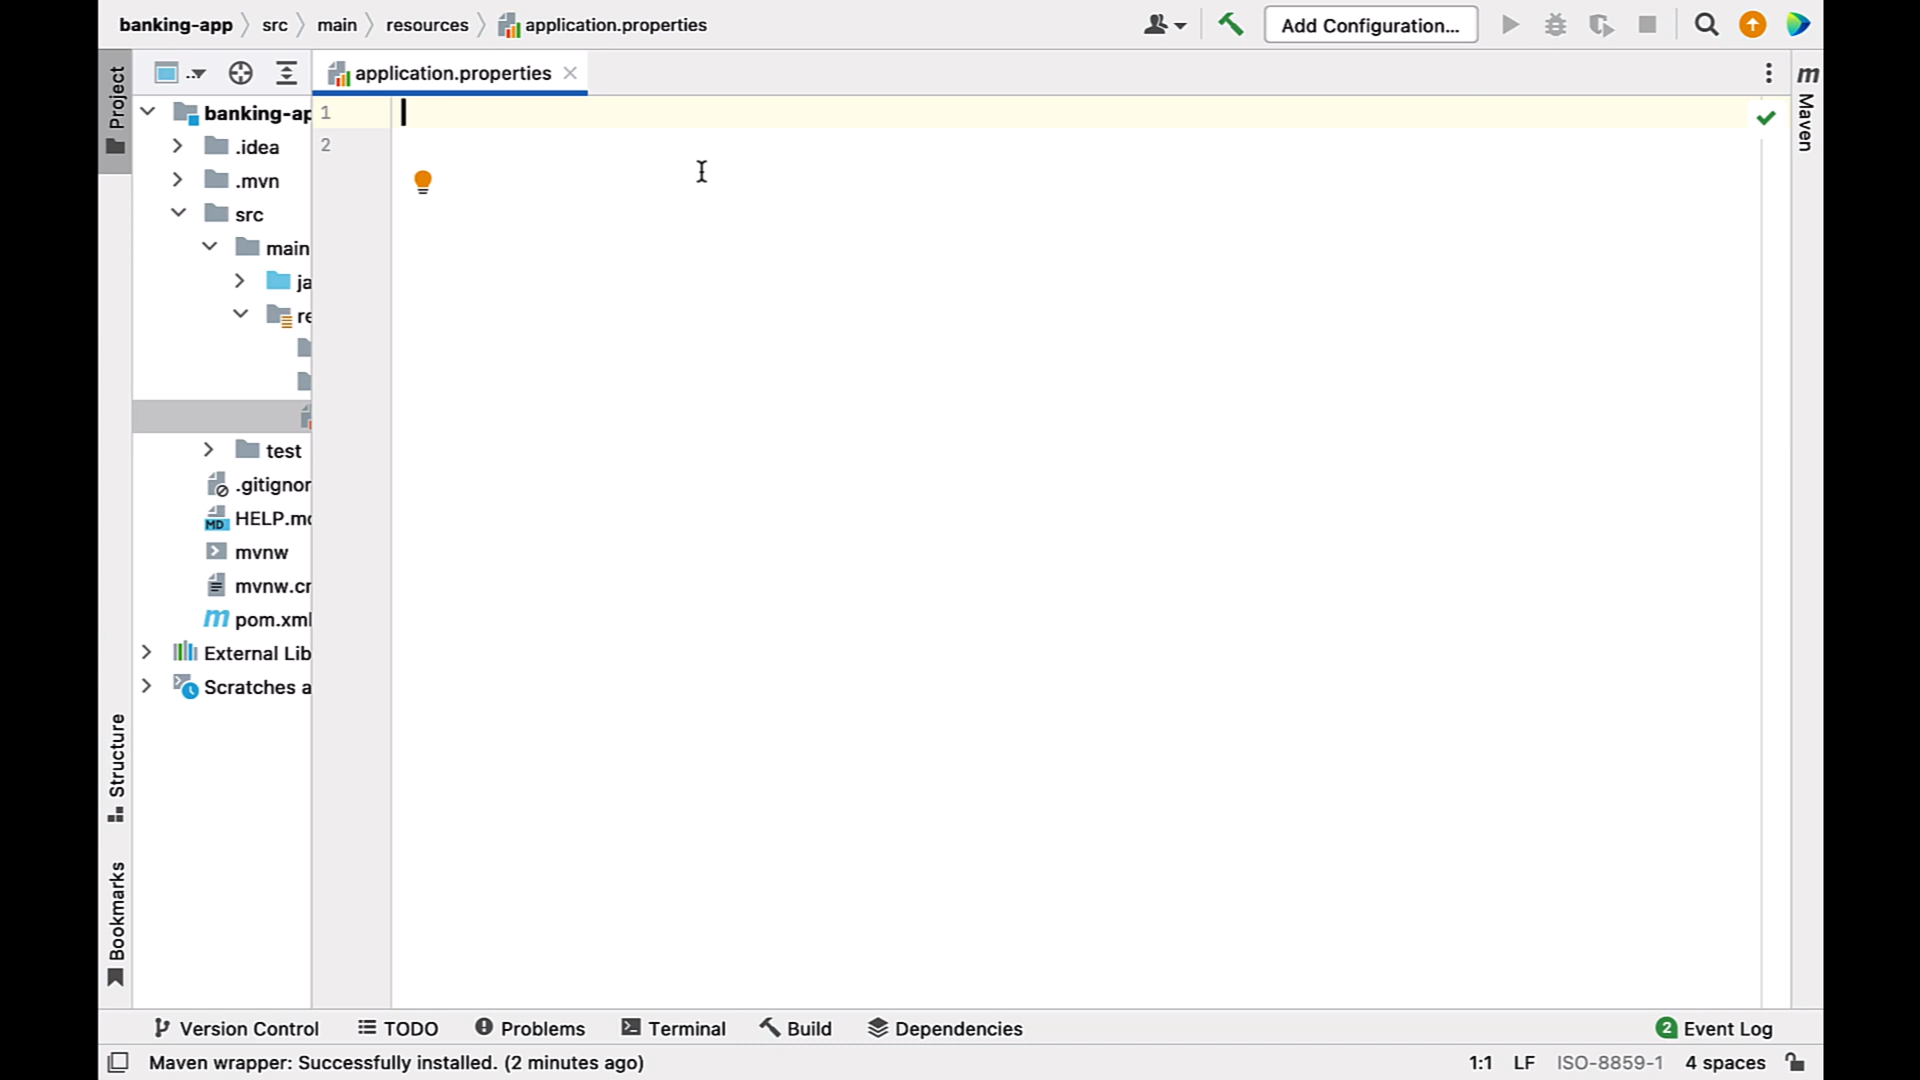 banking-app src main resources application.properties Add Configuration...
Project
application.properties
m
Maven
banking-ap
.idea
.mvn
src
main
ja
re
test
.gitignor
MD HELP.md
mvnw
mvnw.cr
m pom.xml
External Lib
Scratches a
1
2
Structure
Bookmarks
Version Control TODO Problems Terminal Build Dependencies 2 Event Log
Maven wrapper: Successfully installed. (2 minutes ago) 1:1 LF ISO-8859-1 4 spaces